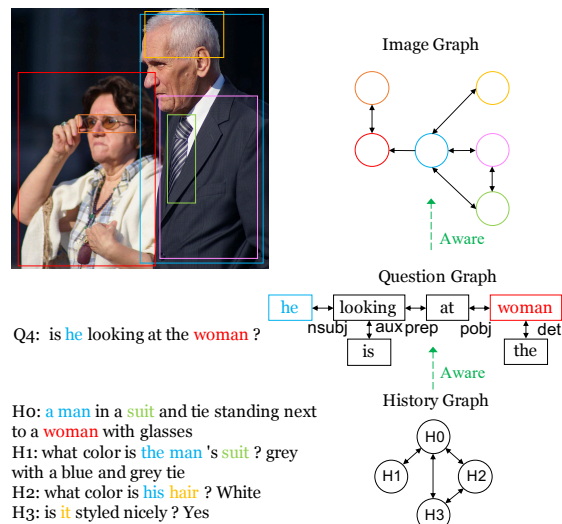 Image Graph
Aware
Question Graph
he looking at woman
nsubj aux prep pobj det
is the
Q4: is he looking at the woman ?
Aware
History Graph
H0: a man in a suit and tie standing next
to a woman with glasses
H1: what color is the man 's suit ? grey
with a blue and grey tie
H2: what color is his hair ? White
H3: is it styled nicely ? Yes
H0
H1 H2
H3